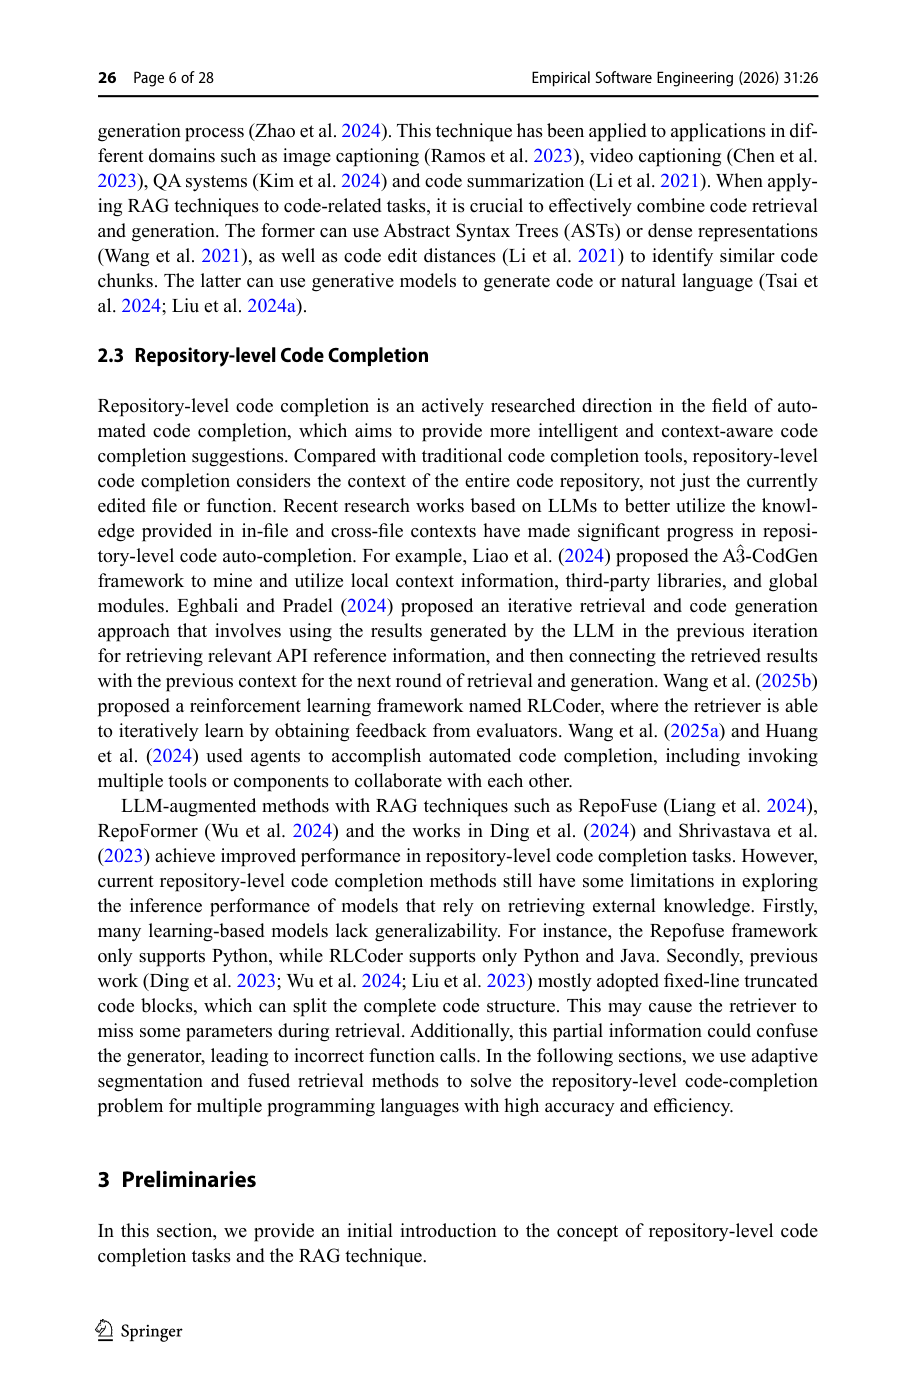 26 Page 6 of 28
Empirical Software Engineering (2026) 31:26
generation process (Zhao et al. 2024). This technique has been applied to applications in dif-
ferent domains such as image captioning (Ramos et al. 2023), video captioning (Chen et al.
2023), QA systems (Kim et al. 2024) and code summarization (Li et al. 2021). When apply-
ing RAG techniques to code-related tasks, it is crucial to effectively combine code retrieval
and generation. The former can use Abstract Syntax Trees (ASTs) or dense representations
(Wang et al. 2021), as well as code edit distances (Li et al. 2021) to identify similar code
chunks. The latter can use generative models to generate code or natural language (Tsai et
al. 2024; Liu et al. 2024a).
2.3 Repository-level Code Completion
Repository-level code completion is an actively researched direction in the field of auto-
mated code completion, which aims to provide more intelligent and context-aware code
completion suggestions. Compared with traditional code completion tools, repository-level
code completion considers the context of the entire code repository, not just the currently
edited file or function. Recent research works based on LLMs to better utilize the knowl-
edge provided in in-file and cross-file contexts have made significant progress in reposi-
tory-level code auto-completion. For example, Liao et al. (2024) proposed the A3̂-CodGen
framework to mine and utilize local context information, third-party libraries, and global
modules. Eghbali and Pradel (2024) proposed an iterative retrieval and code generation
approach that involves using the results generated by the LLM in the previous iteration
for retrieving relevant API reference information, and then connecting the retrieved results
with the previous context for the next round of retrieval and generation. Wang et al. (2025b)
proposed a reinforcement learning framework named RLCoder, where the retriever is able
to iteratively learn by obtaining feedback from evaluators. Wang et al. (2025a) and Huang
et al. (2024) used agents to accomplish automated code completion, including invoking
multiple tools or components to collaborate with each other.
LLM-augmented methods with RAG techniques such as RepoFuse (Liang et al. 2024),
RepoFormer (Wu et al. 2024) and the works in Ding et al. (2024) and Shrivastava et al.
(2023) achieve improved performance in repository-level code completion tasks. However,
current repository-level code completion methods still have some limitations in exploring
the inference performance of models that rely on retrieving external knowledge. Firstly,
many learning-based models lack generalizability. For instance, the Repofuse framework
only supports Python, while RLCoder supports only Python and Java. Secondly, previous
work (Ding et al. 2023; Wu et al. 2024; Liu et al. 2023) mostly adopted fixed-line truncated
code blocks, which can split the complete code structure. This may cause the retriever to
miss some parameters during retrieval. Additionally, this partial information could confuse
the generator, leading to incorrect function calls. In the following sections, we use adaptive
segmentation and fused retrieval methods to solve the repository-level code-completion
problem for multiple programming languages with high accuracy and efficiency.
3 Preliminaries
In this section, we provide an initial introduction to the concept of repository-level code
completion tasks and the RAG technique.
Springer